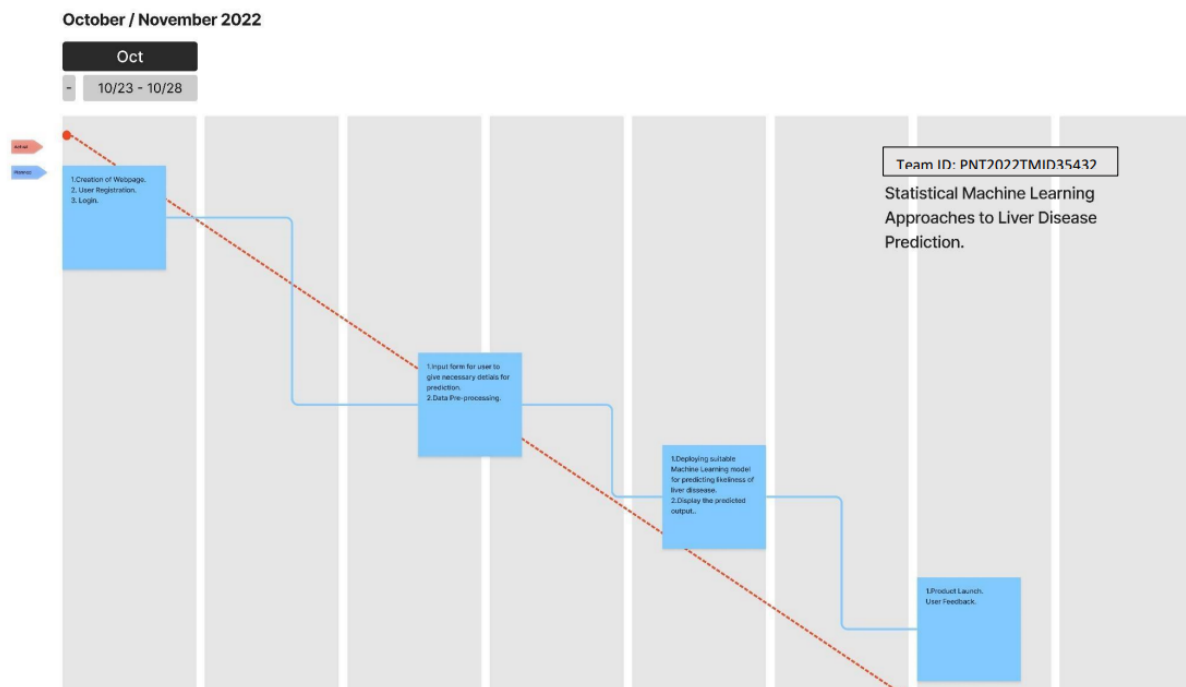 October / November 2022
Oct
-
10/23 - 10/28
Team ID: PNT2022TMID35432
Statistical Machine Learning
Approaches to Liver Disease
Prediction.
1.Creation of Webpage.
2. User Registration.
3. Login.
1.Input form for user to
give necessary detials for
prediction.
2.Data Pre-processing.
1.Deploying suitable
Machine Learning model
for predicting likeliness of
liver dissease.
2.Display the predicted
output..
1.Product Launch.
User Feedback.